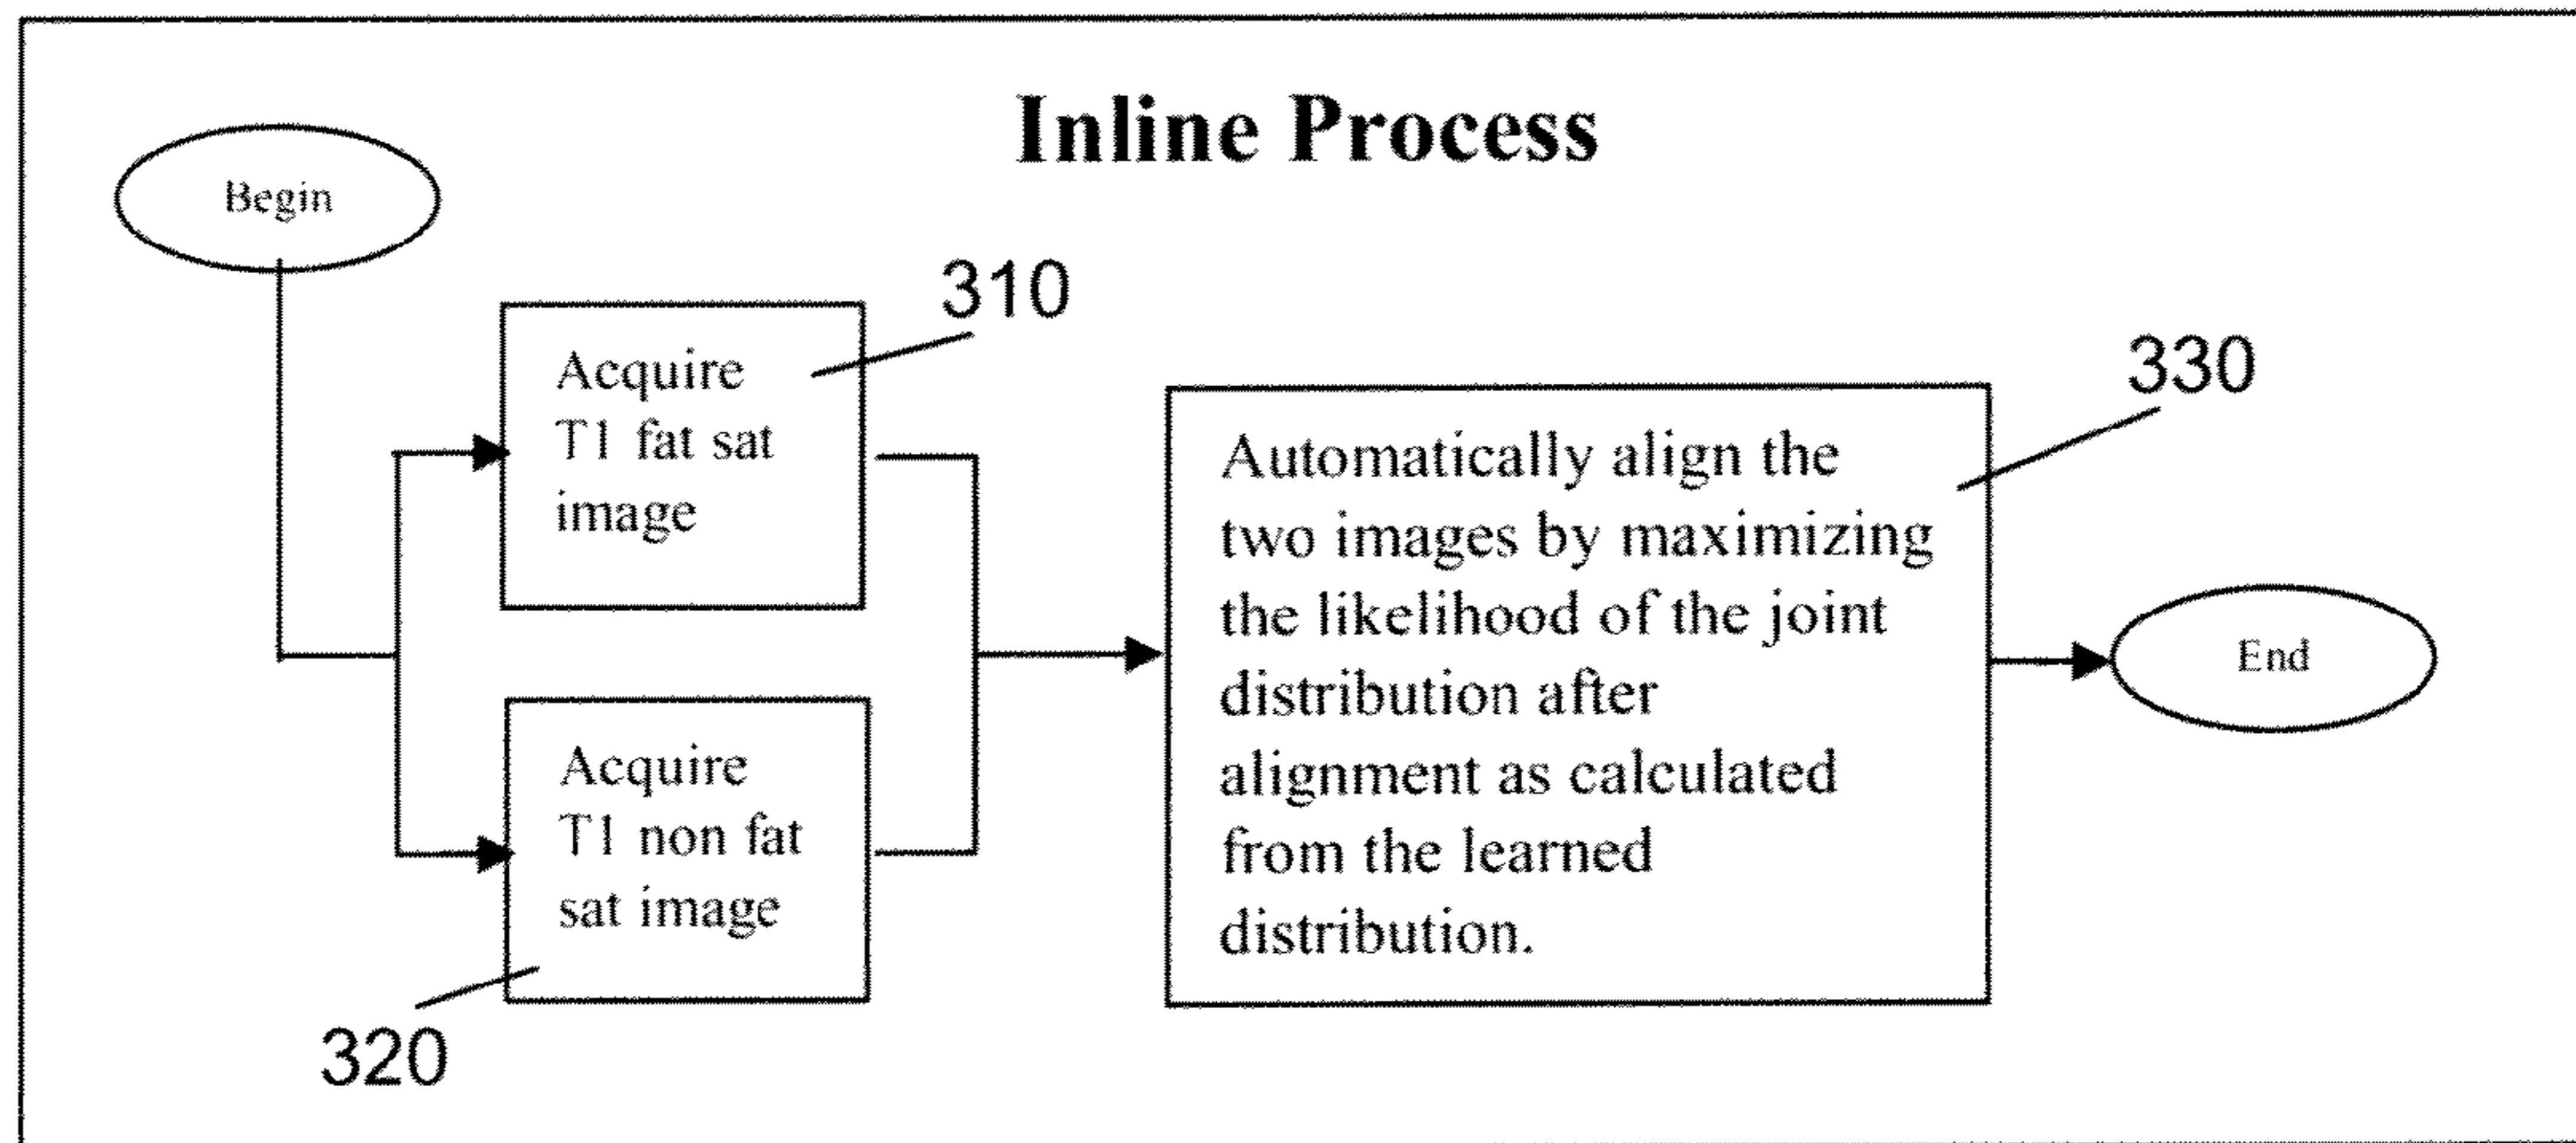 Inline Process
Begin
310
Acquire
T1 fat sat
image
330
Automatically align the
two images by maximizing
the likelihood of the joint
distribution after
alignment as calculated
from the learned
distribution.
End
Acquire
T1 non fat
sat image
320